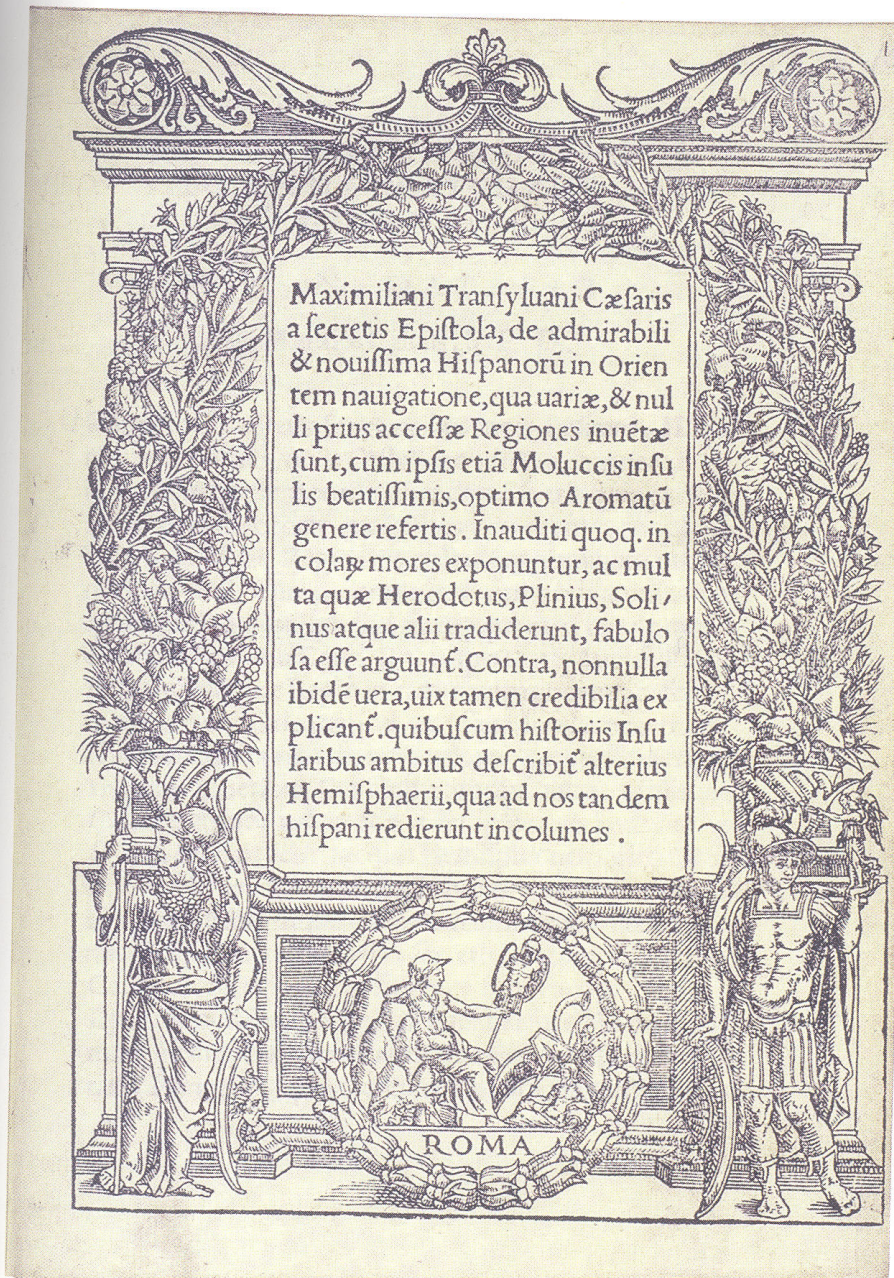 Maximiliani Tranſyluani Cæſaris
a ſecretis Epiſtola, de admirabili
& nouiſſima Hiſpanorū in Orien
tem nauigatione, qua uariæ, & nul
li prius acceſſæ Regiones inuētæ
ſunt, cum ipſis etiā Moluccis inſu
lis beatiſſimis, optimo Aromatū
genere refertis. Inauditi quoq. in
colaꝝ mores exponuntur, ac mul
ta quæ Herodotus, Plinius, Soli⸗
nus atque alii tradiderunt, fabulo
ſa eſſe arguunt᷑. Contra, nonnulla
ibidē uera, uix tamen credibilia ex
plicant᷑. quibuſcum hiſtoriis Inſu
laribus ambitus deſcribit᷑ alterius
Hemiſphaerii, qua ad nos tandem
hiſpani redierunt incolumes.
ROMA